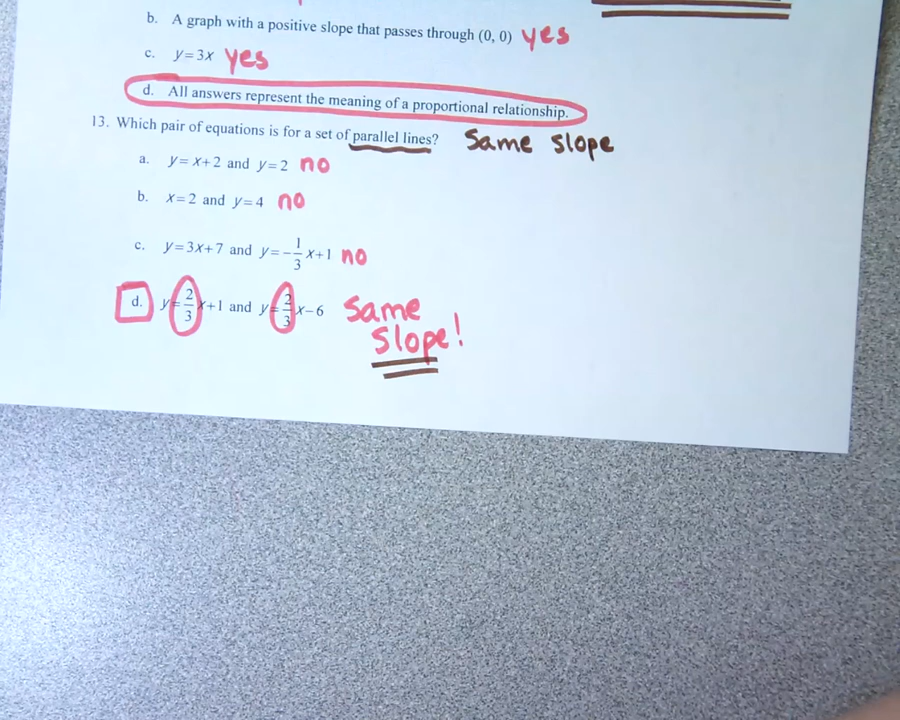 b. A graph with a positive slope that passes through (0, 0) yes
c. y=3x yes
d. All answers represent the meaning of a proportional relationship.
13. Which pair of equations is for a set of parallel lines? Same slope
a. y=x+2 and y=2 no
b. x=2 and y=4 no
c. y=3x+7 and y=-1/3x+1 no
d. y=2/3x+1 and y=2/3x-6 Same
Slope!